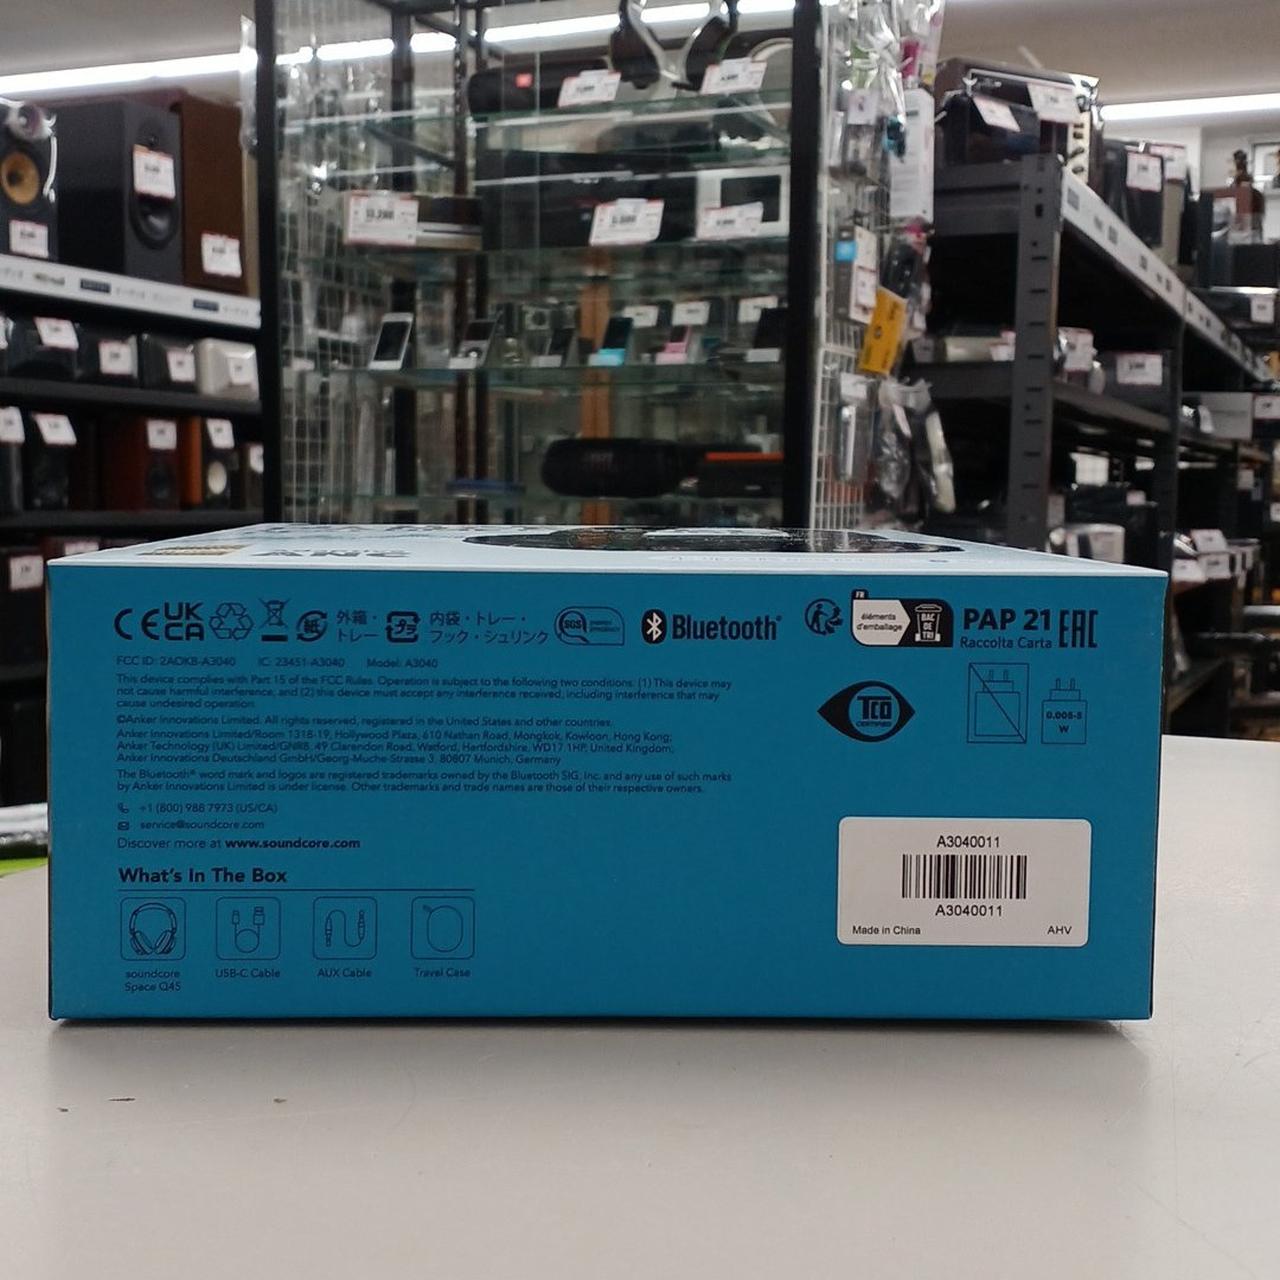 ANC
CE UK CA 紙 外箱・トレー プラ 内袋・トレー・フック・シュリンク SGS Bluetooth® FR éléments d'emballage BAC DE TRI PAP 21 Raccolta Carta EAC
FCC ID: 2AOKB-A3040 IC: 23451-A3040 Model: A3040
This device complies with Part 15 of the FCC Rules. Operation is subject to the following two conditions: (1) This device may
not cause harmful interference, and (2) this device must accept any interference received, including interference that may
cause undesired operation.
©Anker Innovations Limited. All rights reserved, registered in the United States and other countries.
Anker Innovations Limited/Room 1318-19, Hollywood Plaza, 610 Nathan Road, Mongkok, Kowloon, Hong Kong;
Anker Technology (UK) Limited/GNR8, 49 Clarendon Road, Watford, Hertfordshire, WD17 1HP, United Kingdom;
Anker Innovations Deutschland GmbH/Georg-Muche-Strasse 3, 80807 Munich, Germany
The Bluetooth® word mark and logos are registered trademarks owned by the Bluetooth SIG, Inc. and any use of such marks
by Anker Innovations Limited is under license. Other trademarks and trade names are those of their respective owners.
+1 (800) 988 7973 (US/CA)
service@soundcore.com
Discover more at www.soundcore.com
What's In The Box
soundcore
Space Q45
USB-C Cable
AUX Cable
Travel Case
TCO
CERTIFIED
0.005-5
W
A3040011
A3040011
Made in China AHV